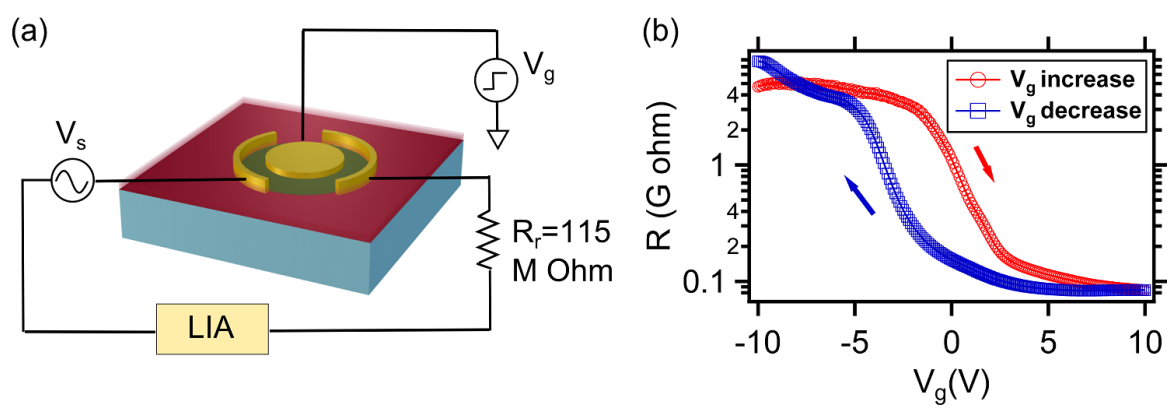 (a)
V_g
V_s
R_r=115
M Ohm
LIA
(b)
V_g increase
V_g decrease
R (G ohm)
4
2
1
4
2
0.1
-10 -5 0 5 10
V_g(V)